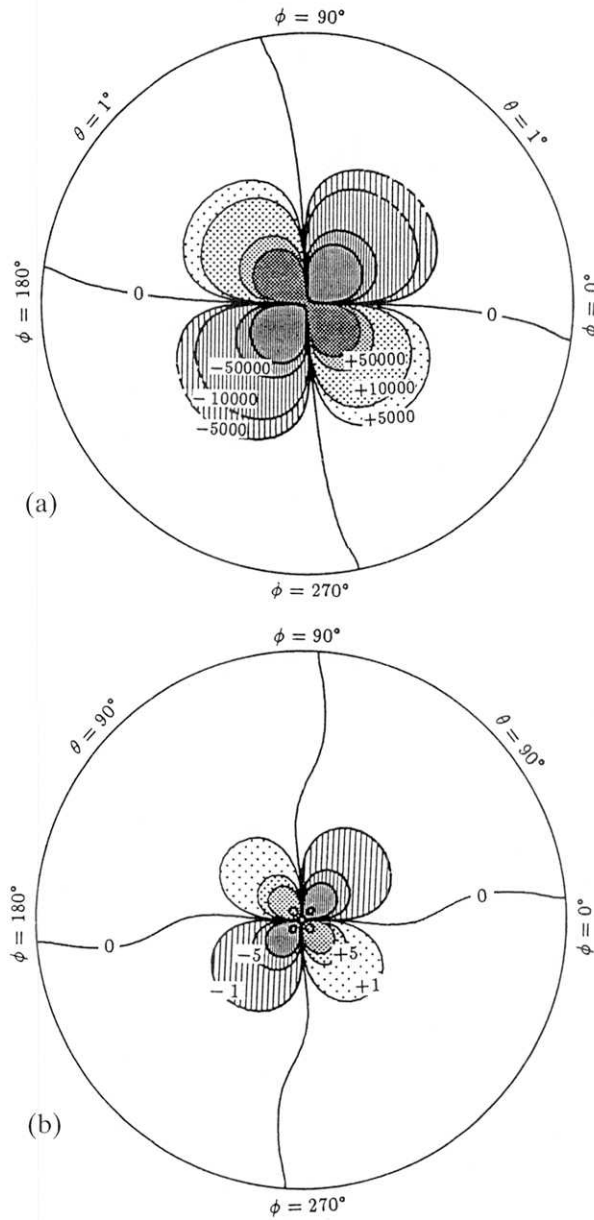 ϕ = 90°
θ = 1°
θ = 1°
ϕ = 180°
0
0
ϕ = 0°
−50000
+50000
− 10000
+10000
−5000
+5000
(a)
ϕ = 270°
ϕ = 90°
θ = 90°
θ = 90°
ϕ = 180°
0
0
ϕ = 0°
−5
+5
− 1
+1
(b)
ϕ = 270°